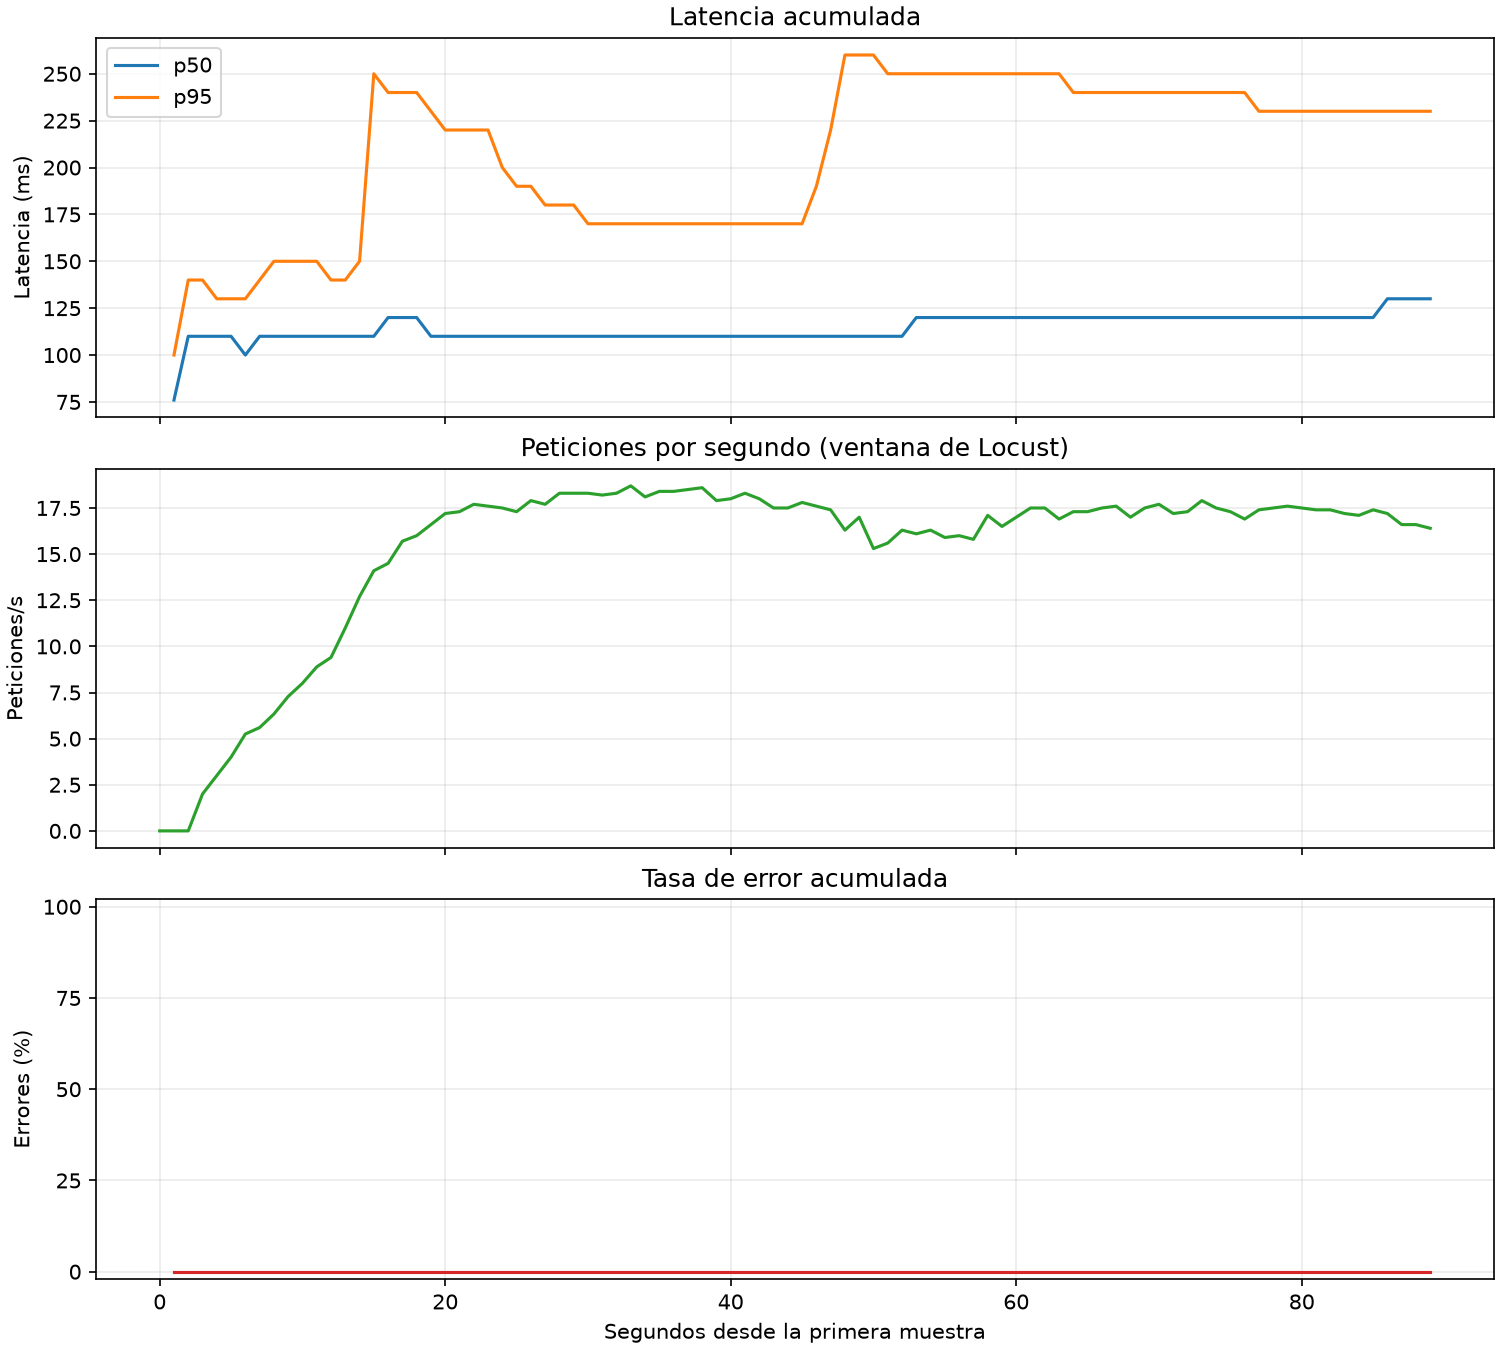 Latencia acumulada
p50
p95
250
225
200
175
150
125
100
75
Latencia (ms)
Peticiones por segundo (ventana de Locust)
17.5
15.0
12.5
10.0
7.5
5.0
2.5
0.0
Peticiones/s
Tasa de error acumulada
100
75
50
25
0
Errores (%)
0 20 40 60 80
Segundos desde la primera muestra